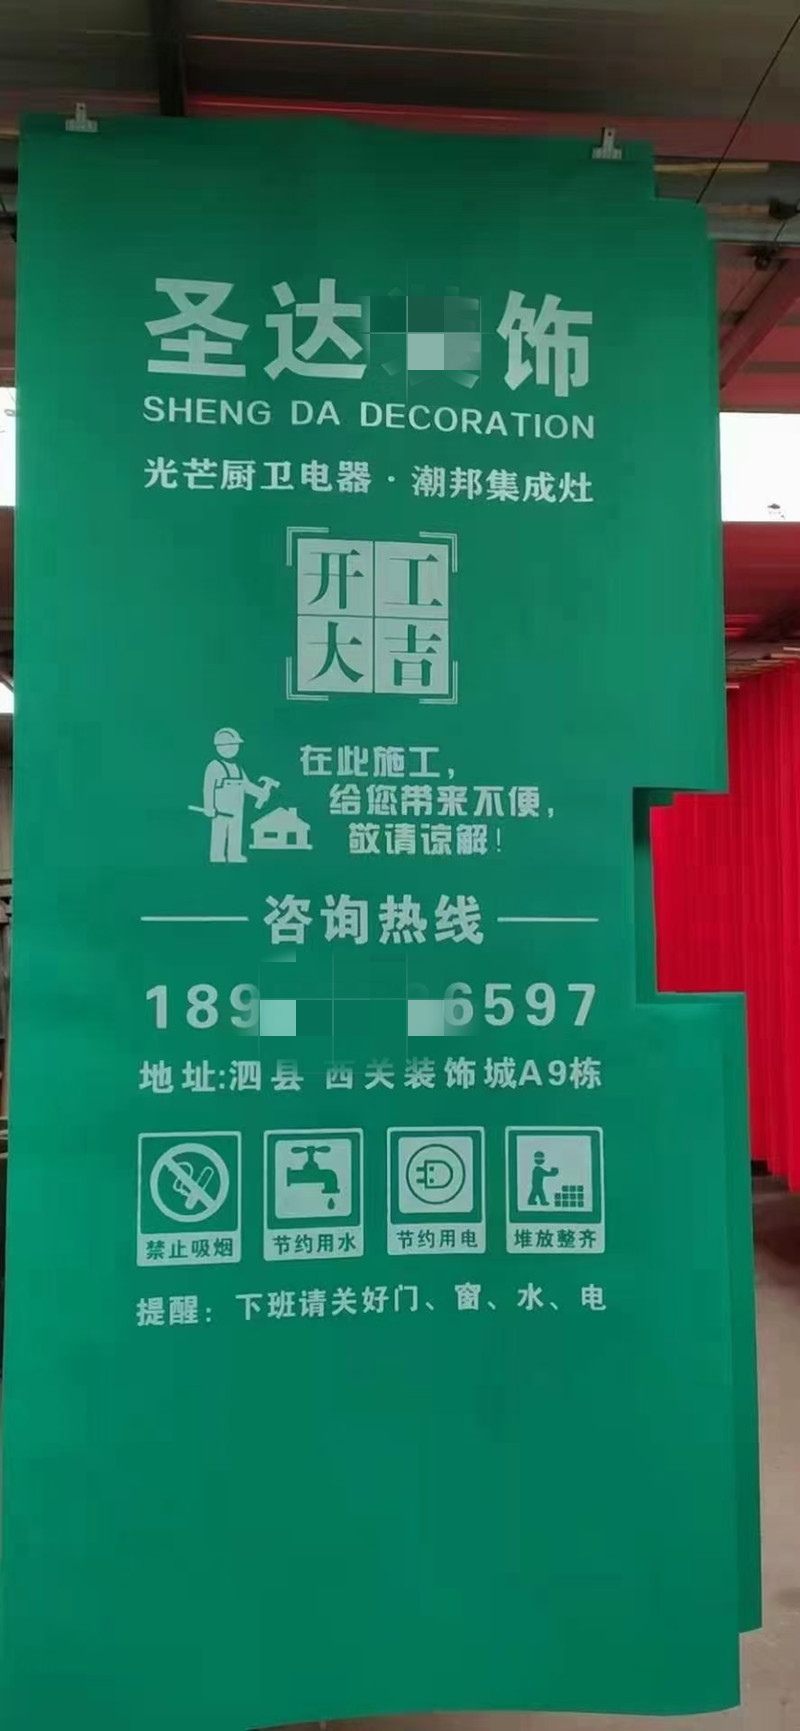 圣达 饰
SHENG DA DECORATION
光芒厨卫电器·潮邦集成灶
开工
大吉
在此施工，
给您带来不便，
敬请谅解！
咨询热线
189 6597
地址:泗县 西关装饰城A9栋
禁止吸烟 节约用水 节约用电 堆放整齐
提醒：下班请关好门、窗、水、电